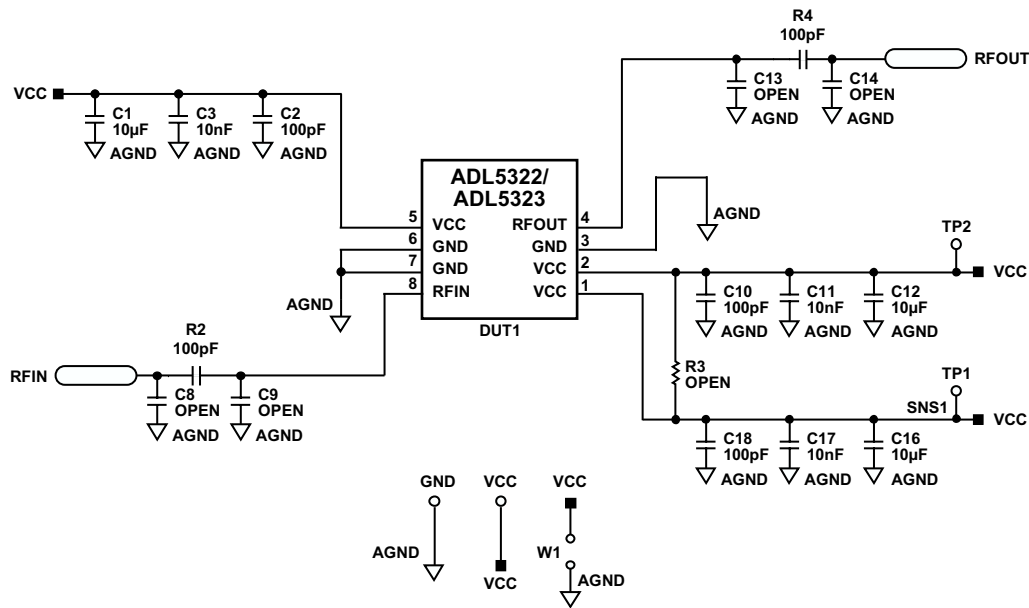 R4
100pF
RFOUT
C13
OPEN
C14
OPEN
AGND
AGND
VCC
C1
10µF
C3
10nF
C2
100pF
AGND
AGND
AGND
ADL5322/
ADL5323
5
VCC
RFOUT
4
6
GND
GND
3
7
GND
VCC
2
8
RFIN
VCC
1
DUT1
AGND
AGND
TP2
VCC
C10
100pF
C11
10nF
C12
10µF
AGND
AGND
AGND
R2
100pF
RFIN
C8
OPEN
C9
OPEN
AGND
AGND
R3
OPEN
TP1
SNS1
VCC
C18
100pF
C17
10nF
C16
10µF
AGND
AGND
AGND
GND
VCC
VCC
AGND
VCC
W1
AGND